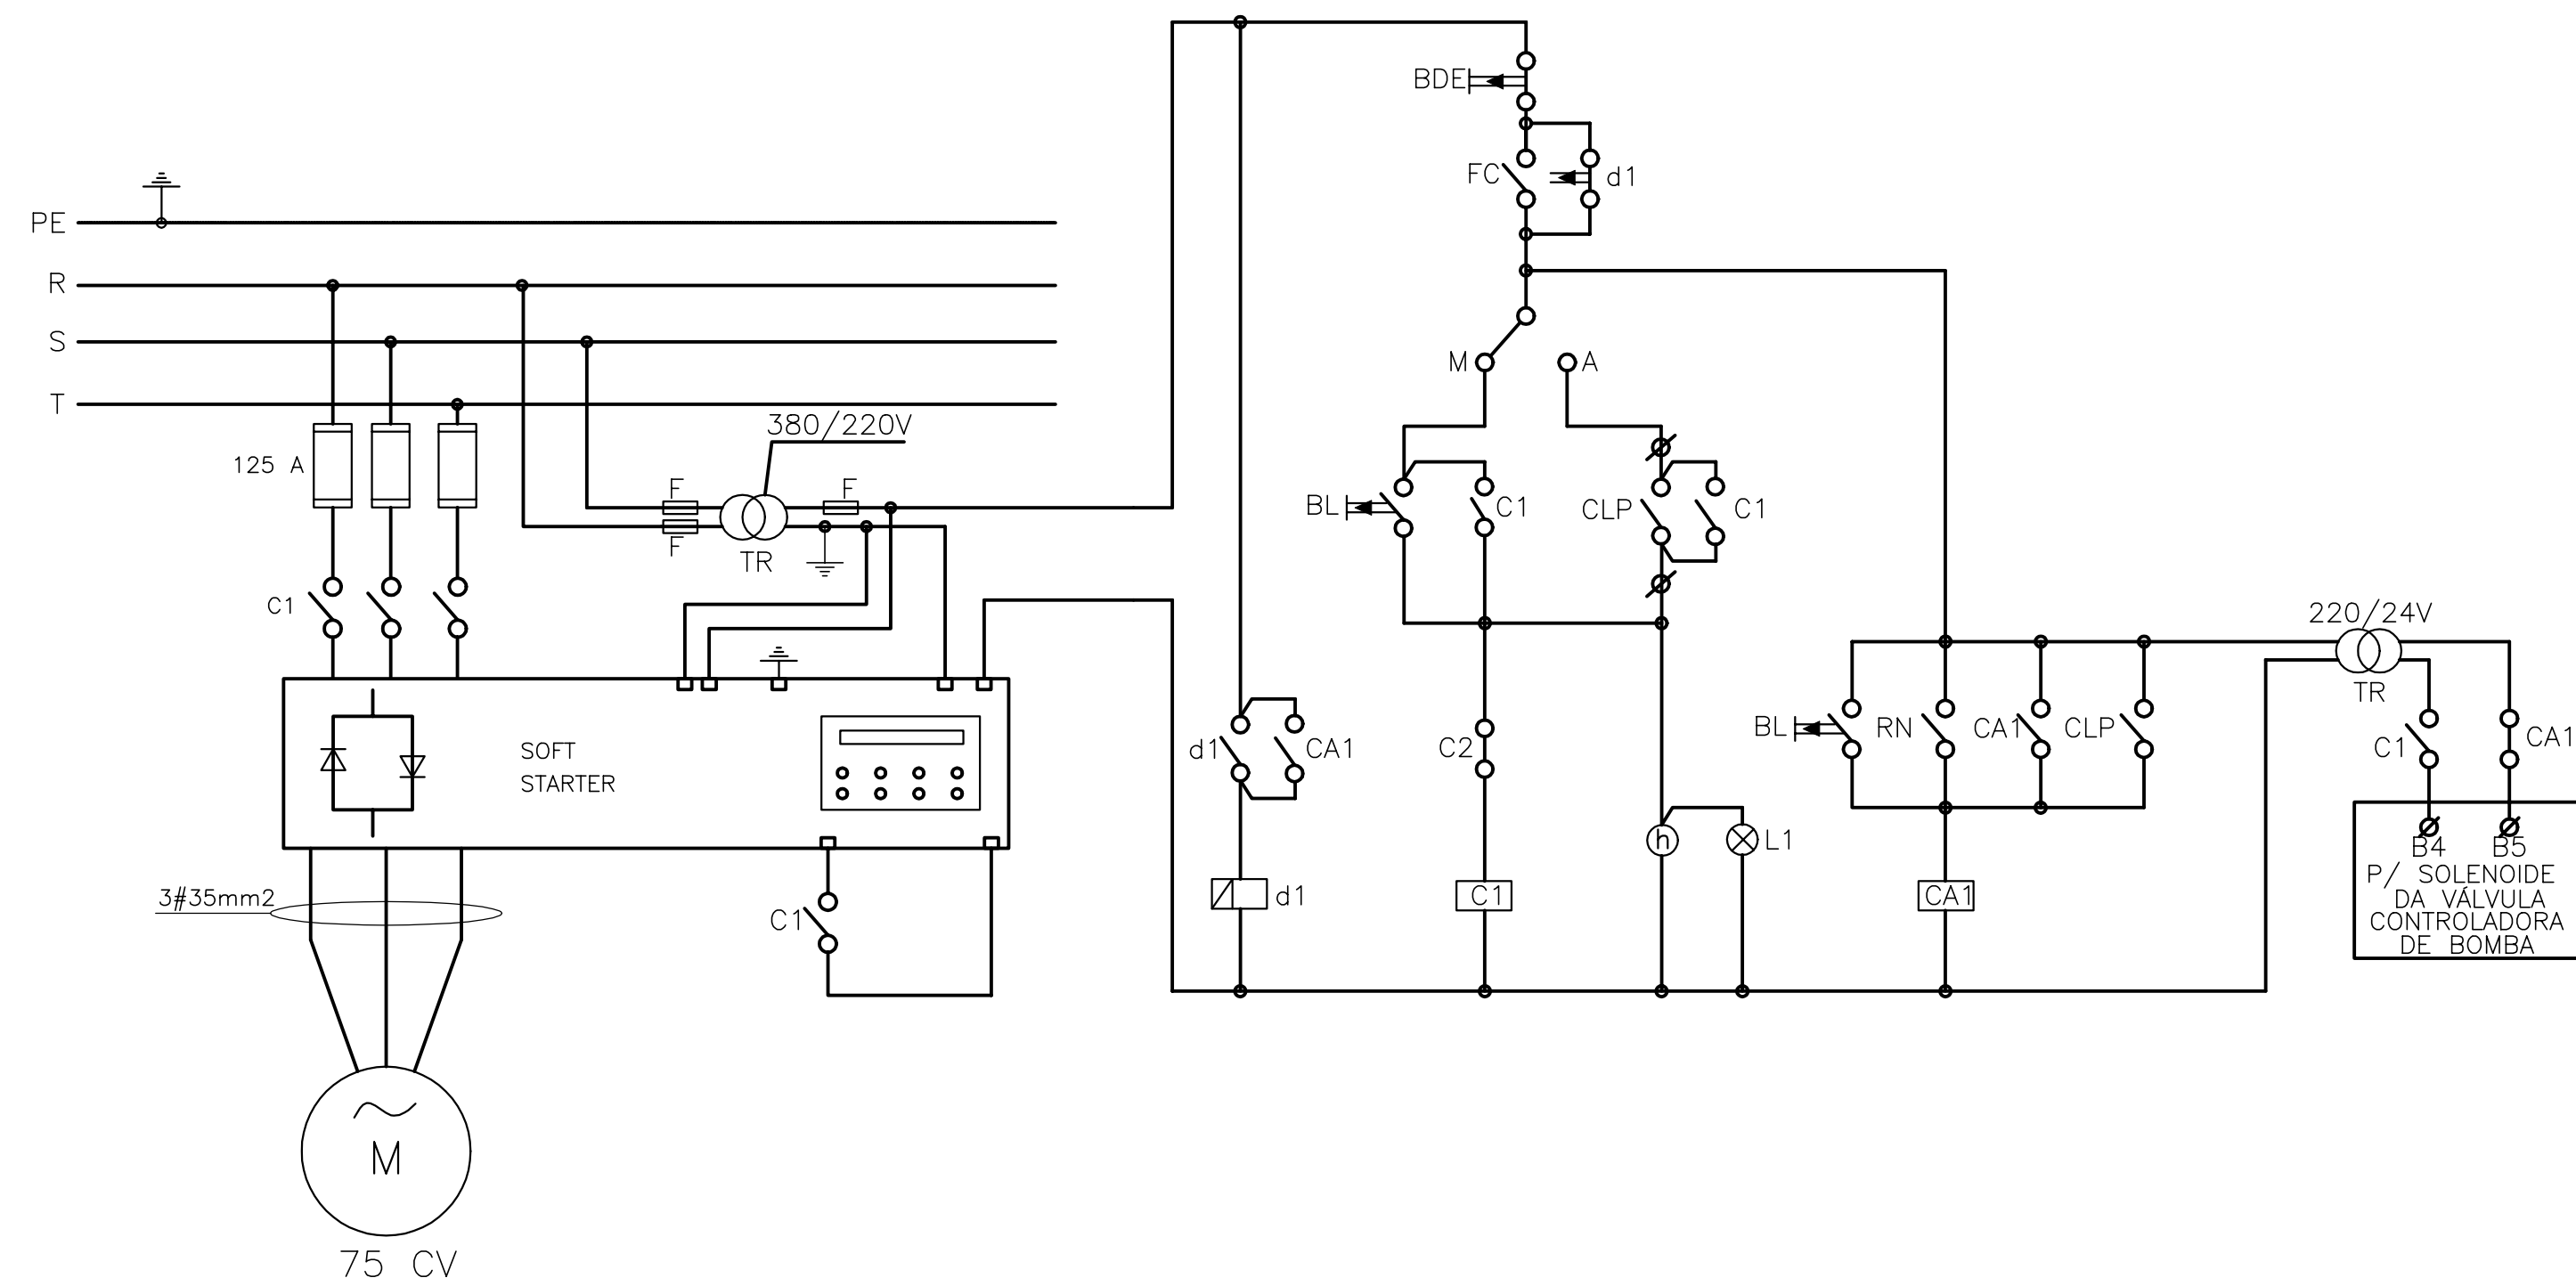 BDE
FC
d1
PE
R
S
T
M
A
380/220V
125 A
F
F
F
TR
BL
C1
CLP
C1
C1
220/24V
TR
SOFT
STARTER
d1
CA1
C2
BL
RN
CA1
CLP
C1
CA1
h
L1
B4
B5
P/ SOLENOIDE
DA VÁLVULA
CONTROLADORA
DE BOMBA
3#35mm2
C1
d1
C1
CA1
M
75 CV